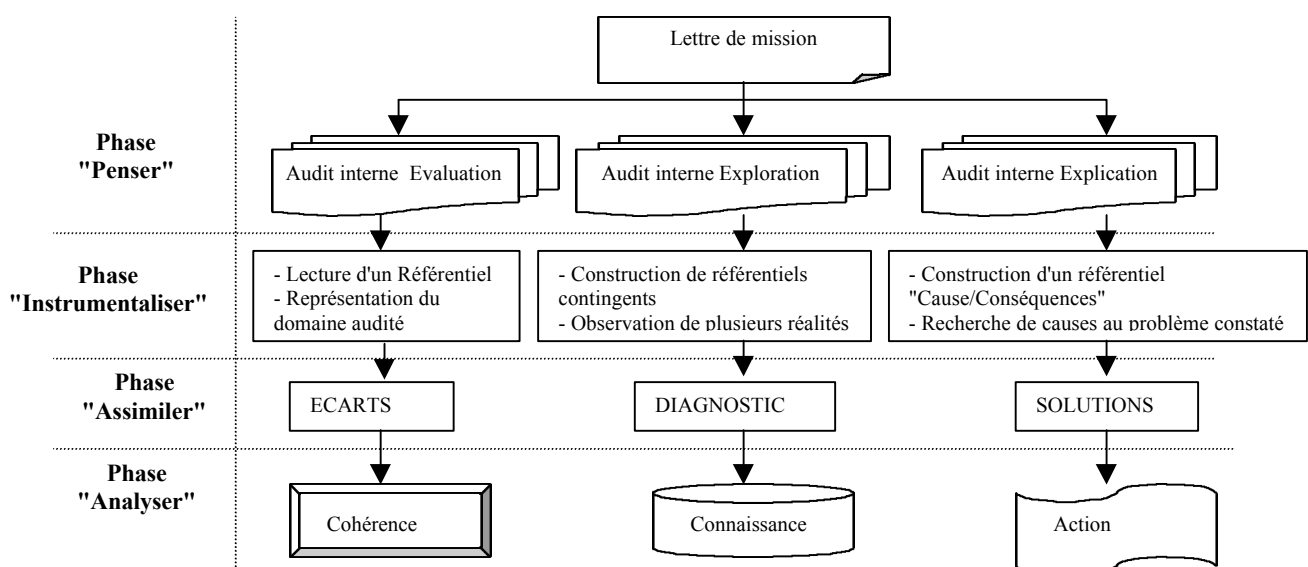 Lettre de mission
Phase
"Penser"
Audit interne Evaluation
Audit interne Exploration
Audit interne Explication
Phase
"Instrumentaliser"
- Lecture d'un Référentiel
- Représentation du
domaine audité
- Construction de référentiels
contingents
- Observation de plusieurs réalités
- Construction d'un référentiel
"Cause/Conséquences"
- Recherche de causes au problème constaté
Phase
"Assimiler"
ECARTS
DIAGNOSTIC
SOLUTIONS
Phase
"Analyser"
Cohérence
Connaissance
Action